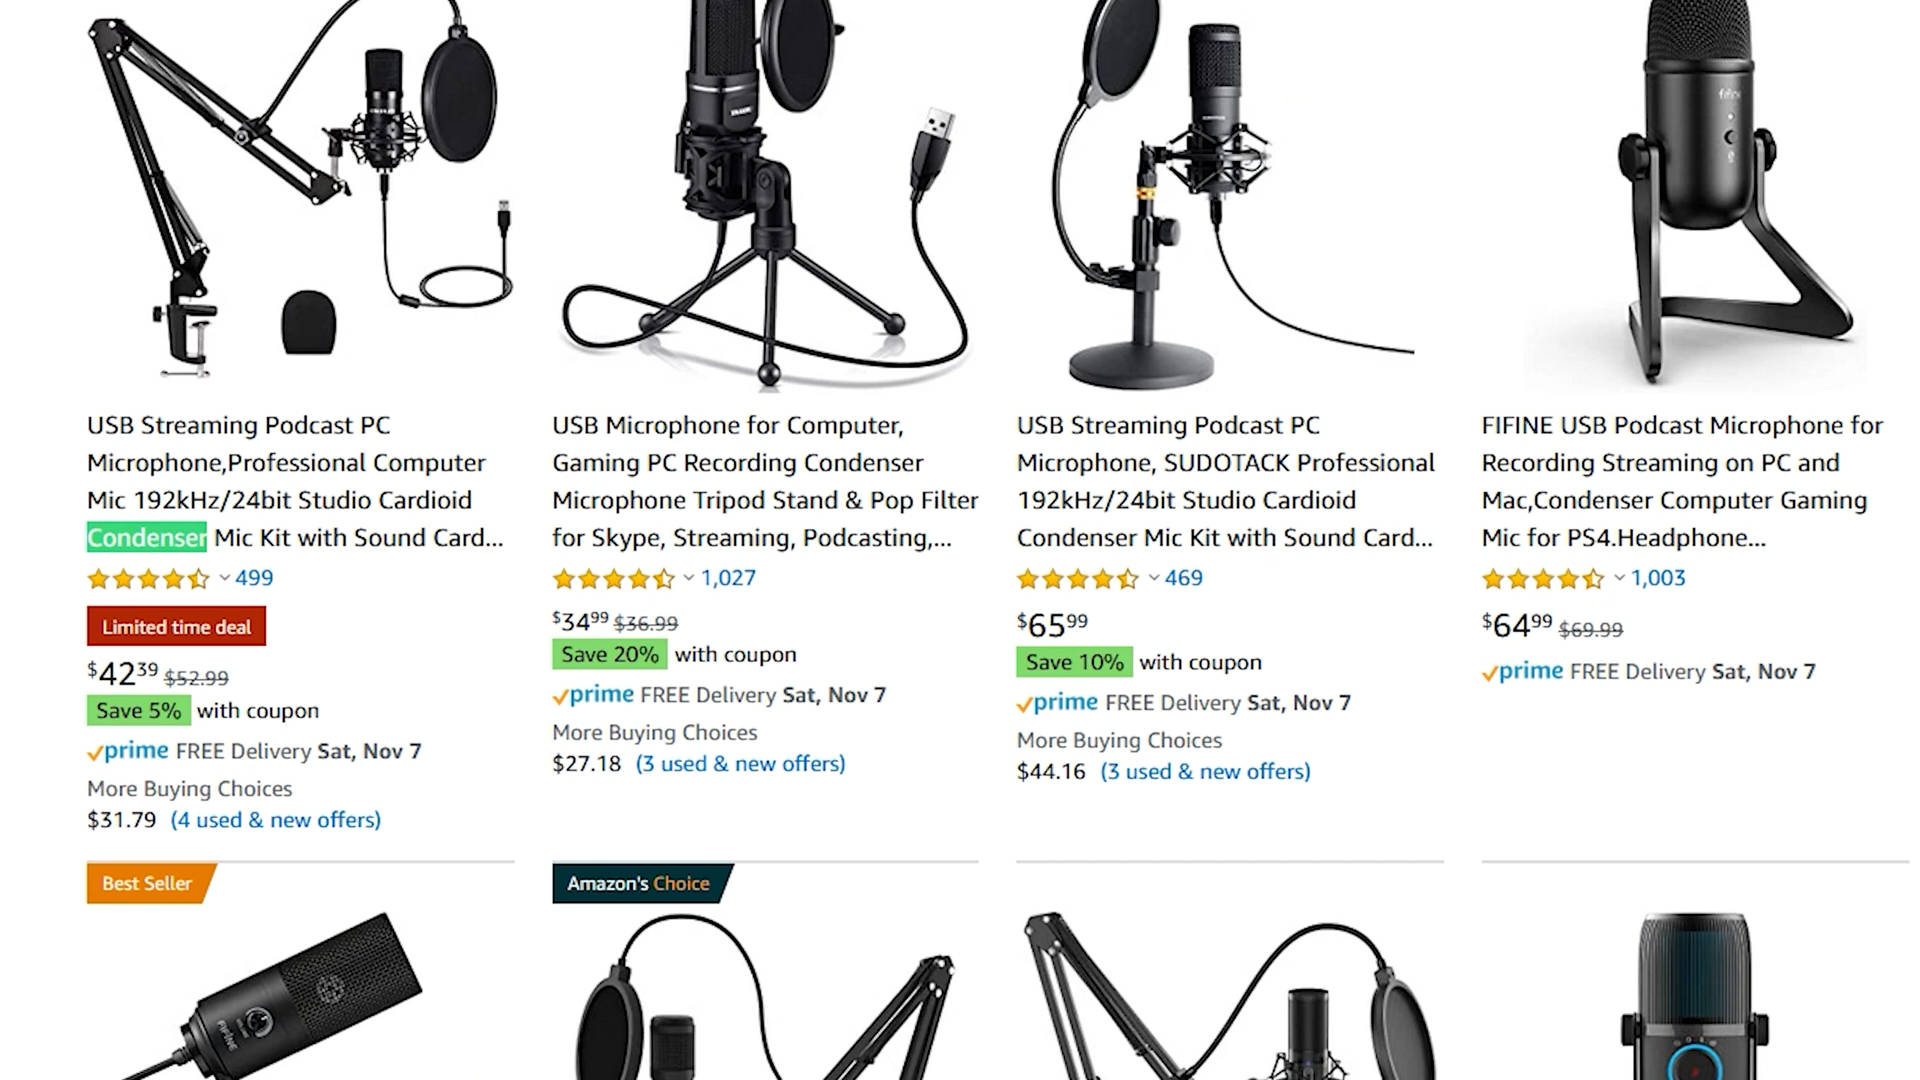 fifine
USB Streaming Podcast PC
Microphone,Professional Computer
Mic 192kHz/24bit Studio Cardioid
Condenser Mic Kit with Sound Card...
499
Limited time deal
$42 39 $52.99
Save 5% with coupon
prime FREE Delivery Sat, Nov 7
More Buying Choices
$31.79 (4 used & new offers)
USB Microphone for Computer,
Gaming PC Recording Condenser
Microphone Tripod Stand & Pop Filter
for Skype, Streaming, Podcasting,...
1,027
$34 99 $36.99
Save 20% with coupon
prime FREE Delivery Sat, Nov 7
More Buying Choices
$27.18 (3 used & new offers)
USB Streaming Podcast PC
Microphone, SUDOTACK Professional
192kHz/24bit Studio Cardioid
Condenser Mic Kit with Sound Card...
469
$65 99
Save 10% with coupon
prime FREE Delivery Sat, Nov 7
More Buying Choices
$44.16 (3 used & new offers)
FIFINE USB Podcast Microphone for
Recording Streaming on PC and
Mac,Condenser Computer Gaming
Mic for PS4.Headphone...
1,003
$64 99 $69.99
prime FREE Delivery Sat, Nov 7
Best Seller
Amazon's Choice
FIFINE